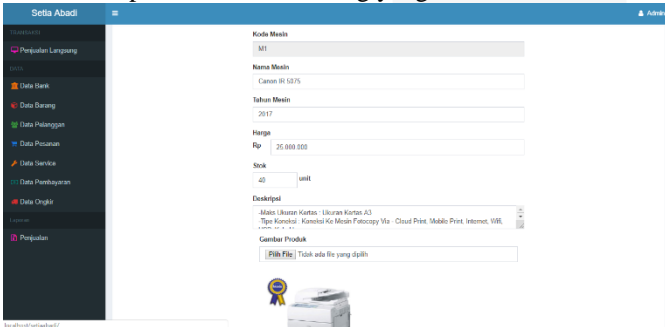 Setia Abadi
Admin
TRANSAKSI
Penjualan Langsung
DATA
Data Bank
Data Barang
Data Pelanggan
Data Pesanan
Data Service
Data Pembayaran
Data Ongkir
Laporan
Penjualan
Kode Mesin
M1
Nama Mesin
Canon IR 5075
Tahun Mesin
2017
Harga
Rp 25.000.000
Stok
40 unit
Deskripsi
-Maks Ukuran Kertas : Ukuran Kertas A3
-Tipe Koneksi : Koneksi Ke Mesin Fotocopy Via - Cloud Print, Mobile Print, Internet, Wifi,
Gambar Produk
Pilih File Tidak ada file yang dipilih
localhost/setiaabadi/